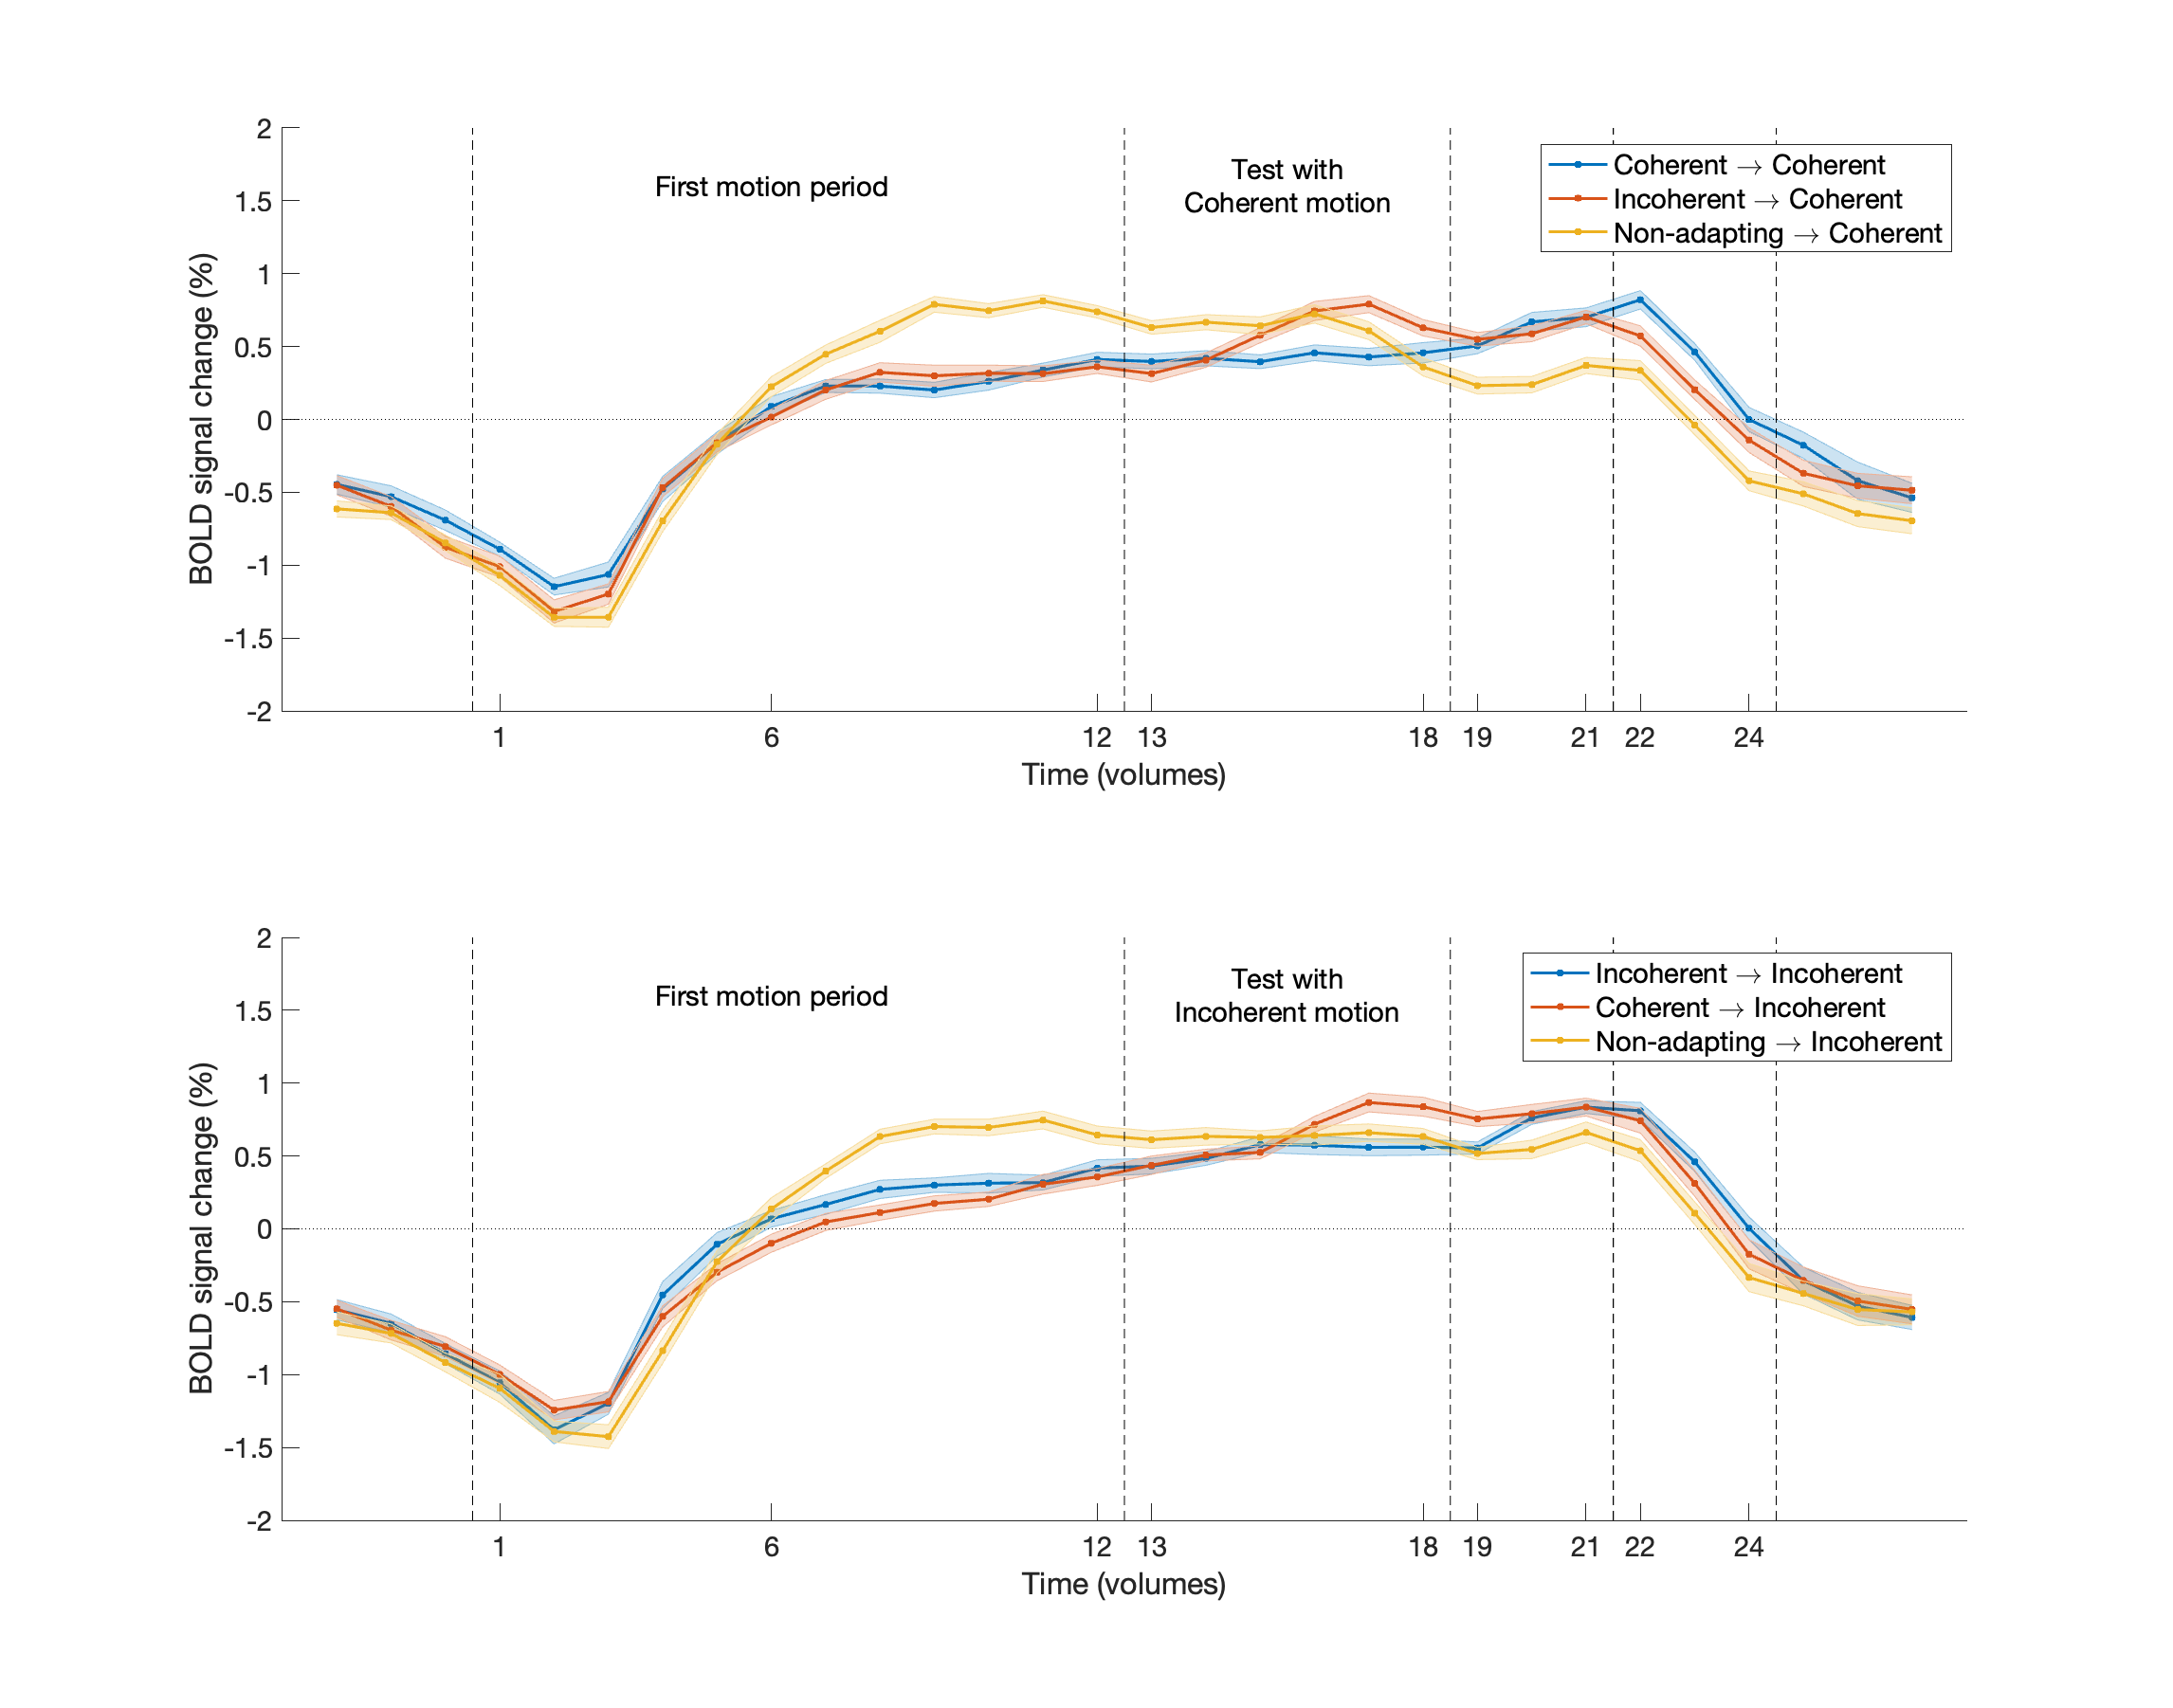 2
1.5
1
0.5
0
-0.5
-1
-1.5
-2
BOLD signal change (%)
First motion period
Test with
Coherent motion
Coherent → Coherent
Incoherent → Coherent
Non-adapting → Coherent
1 6 12 13 18 19 21 22 24
Time (volumes)
2
1.5
1
0.5
0
-0.5
-1
-1.5
-2
BOLD signal change (%)
First motion period
Test with
Incoherent motion
Incoherent → Incoherent
Coherent → Incoherent
Non-adapting → Incoherent
1 6 12 13 18 19 21 22 24
Time (volumes)